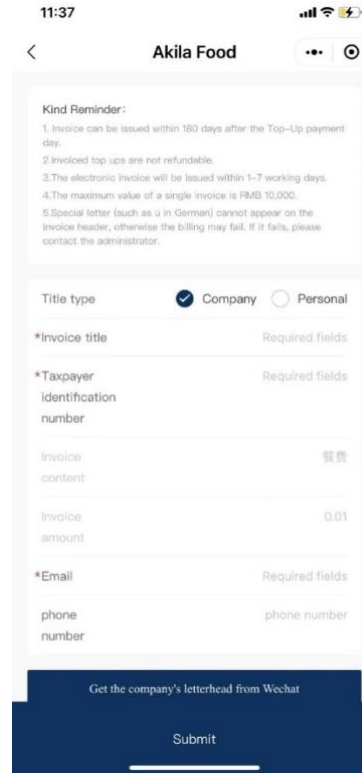 11:37
Akila Food
Kind Reminder:
1. Invoice can be issued within 180 days after the Top-Up payment
day.
2.Invoiced top ups are not refundable.
3.The electronic invoice will be issued within 1-7 working days.
4.The maximum value of a single invoice is RMB 10,000.
5.Special letter (such as ü in German) cannot appear on the
invoice header, otherwise the billing may fail. If it fails, please
contact the administrator.
Title type Company Personal
*Invoice title Required fields
*Taxpayer Required fields
identification
number
Invoice 餐费
content
Invoice 0.01
amount
*Email Required fields
phone phone number
number
Get the company's letterhead from Wechat
Submit